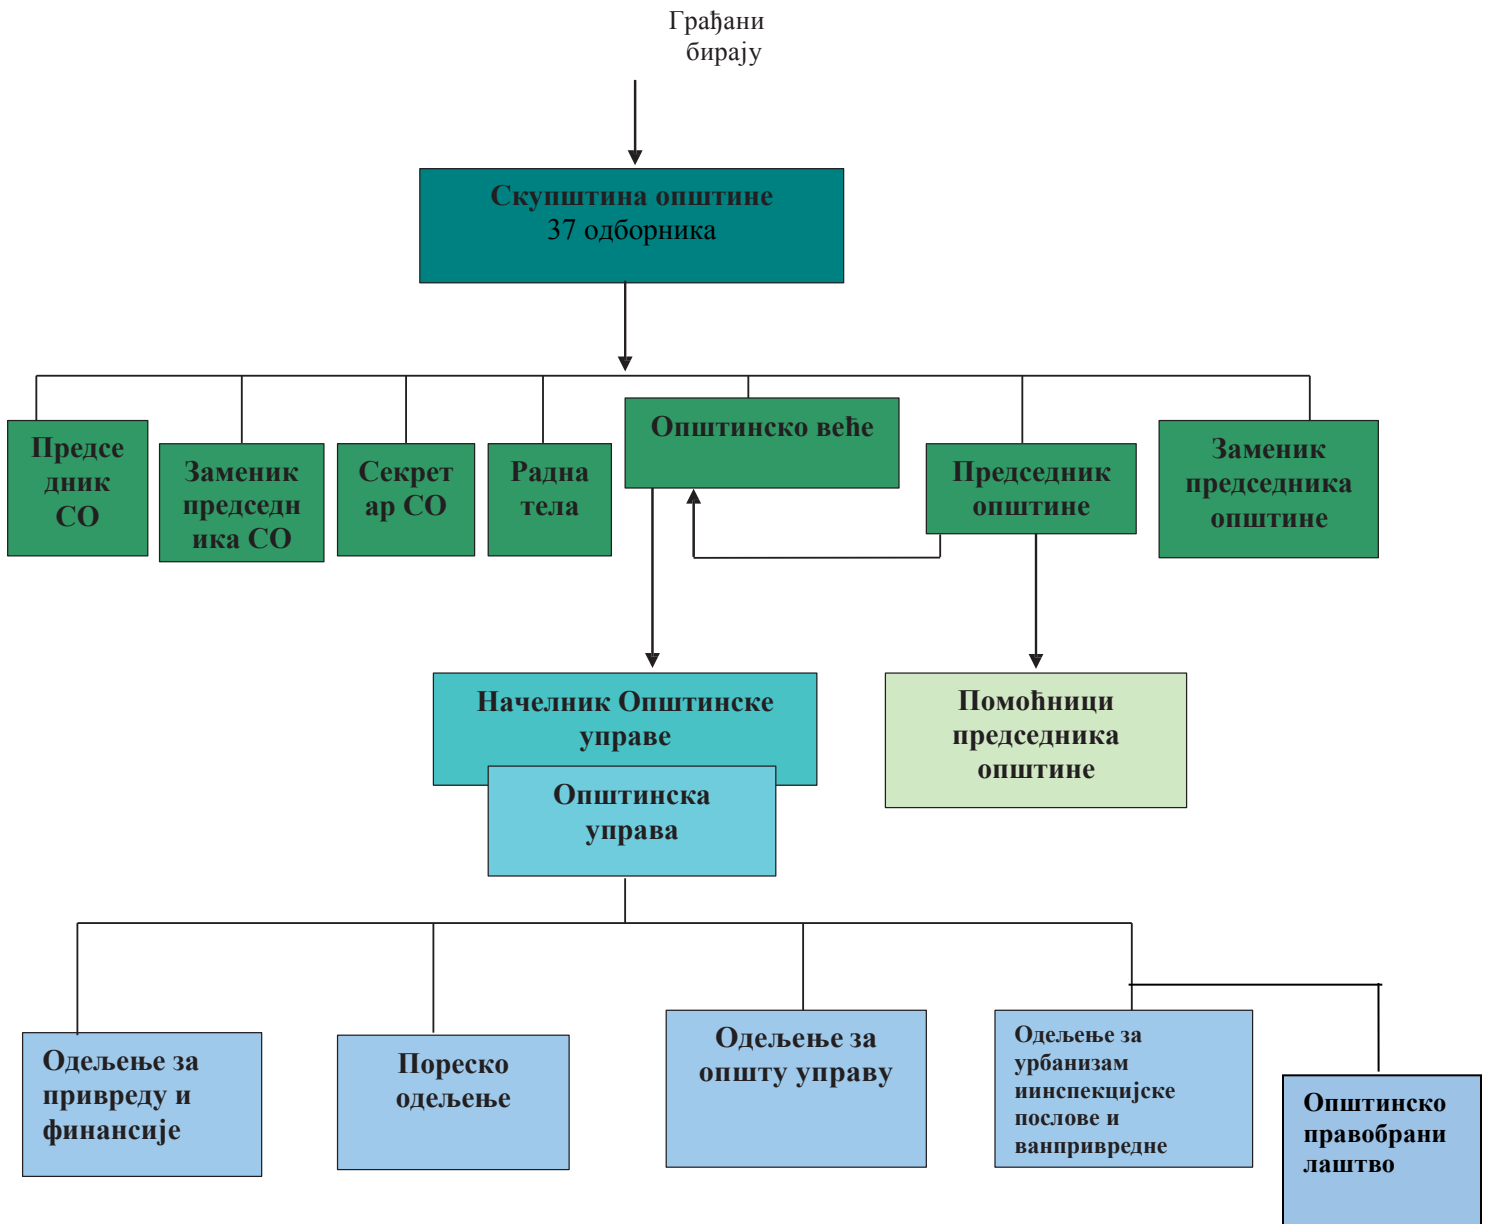 Грађани
бирају
Скупштина општине
37 одборника
Предсе
дник
СО
Заменик
председн
ика СО
Секрет
ар СО
Радна
тела
Општинско веће
Председник
општине
Заменик
председника
општине
Начелник Општинске
управе
Општинска
управа
Помоћници
председника
општине
Одељење за
привреду и
финансије
Пореско
одељење
Одељење за
општу управу
Одељење за
урбанизам
иинспекцијске
послове и
ванпривредне
Општинско
правобрани
лаштво